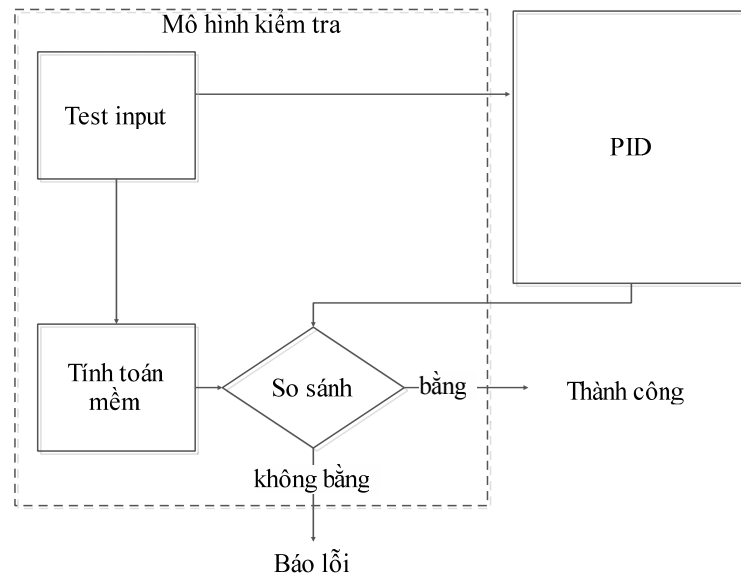 Mô hình kiểm tra
Test input
PID
Tính toán
mềm
So sánh
bằng
Thành công
không bằng
Báo lỗi